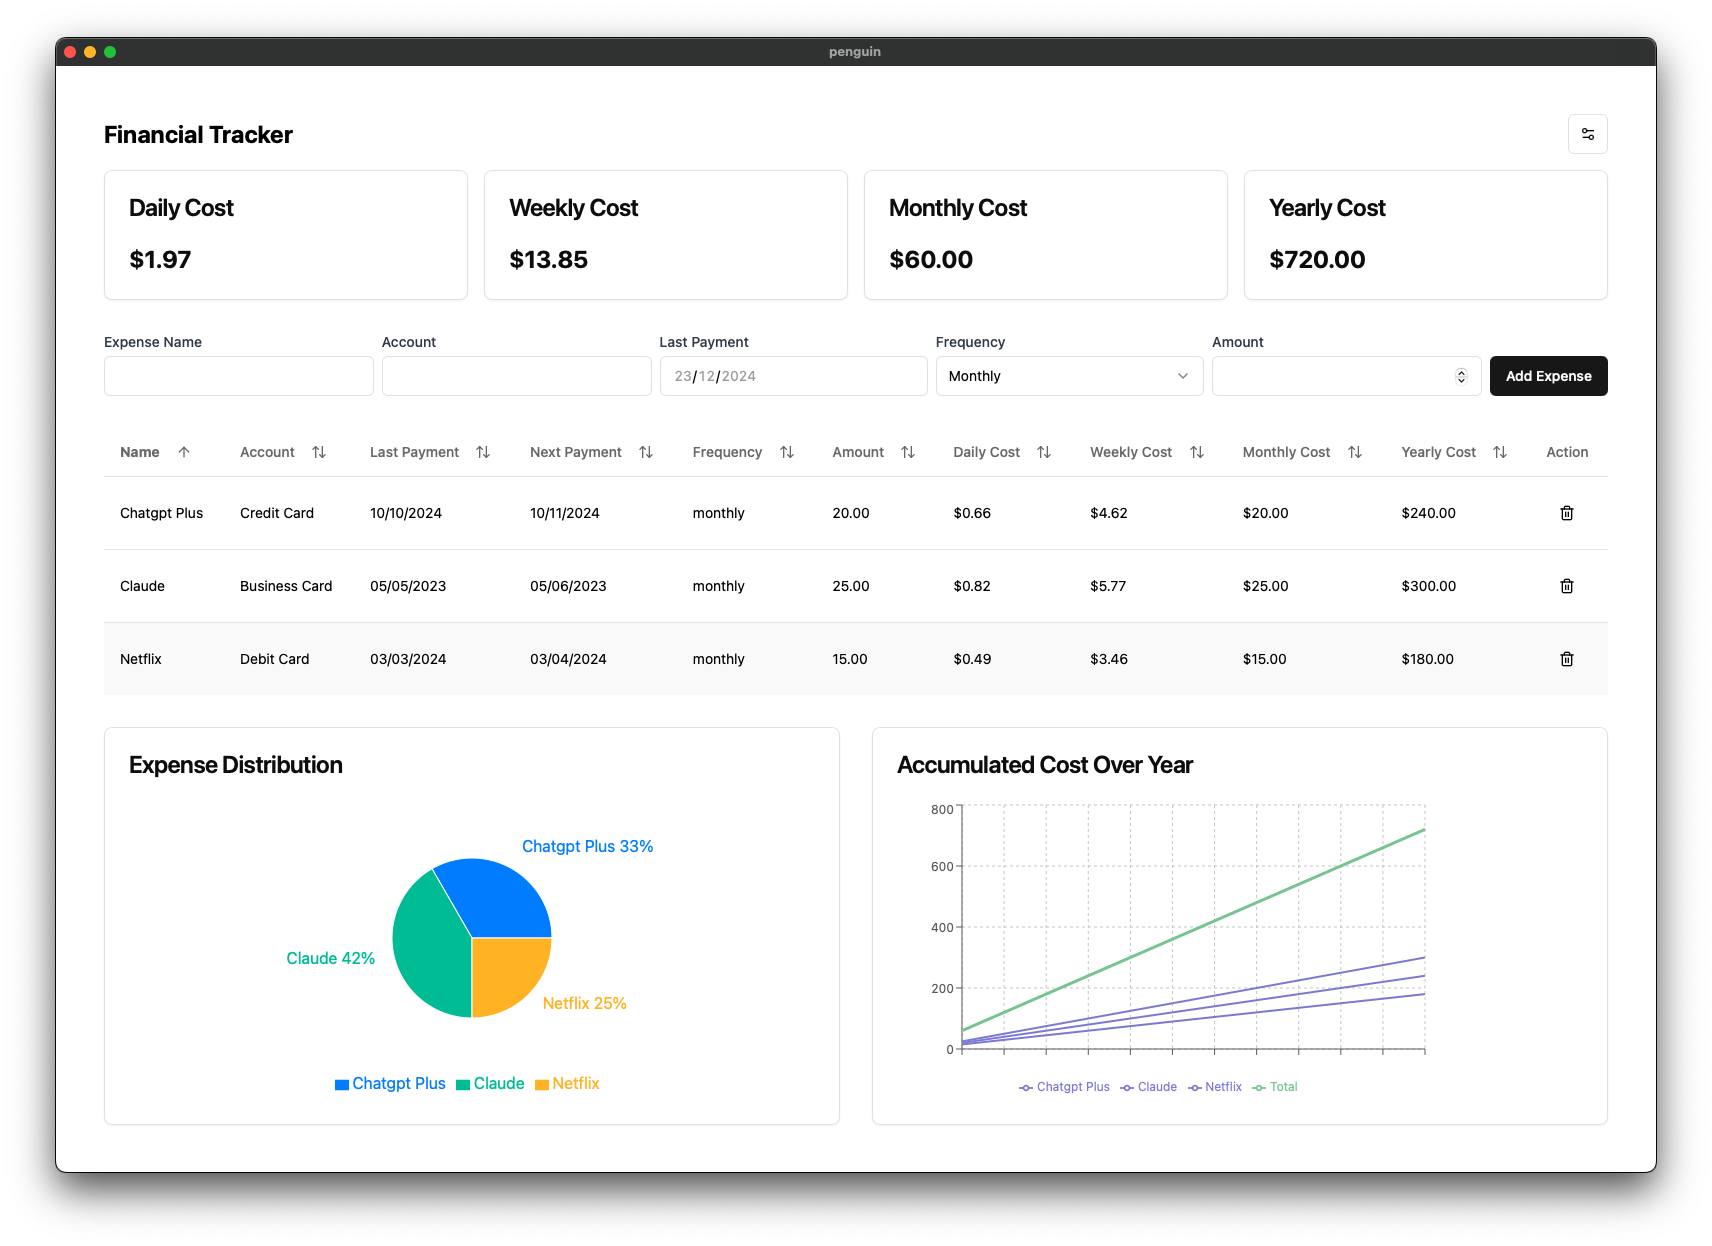 penguin
Financial Tracker
Daily Cost
$1.97
Weekly Cost
$13.85
Monthly Cost
$60.00
Yearly Cost
$720.00
Expense Name
Account
Last Payment
23/12/2024
Frequency
Monthly
Amount
Add Expense
Name Account Last Payment Next Payment Frequency Amount Daily Cost Weekly Cost Monthly Cost Yearly Cost Action
Chatgpt Plus Credit Card 10/10/2024 10/11/2024 monthly 20.00 $0.66 $4.62 $20.00 $240.00
Claude Business Card 05/05/2023 05/06/2023 monthly 25.00 $0.82 $5.77 $25.00 $300.00
Netflix Debit Card 03/03/2024 03/04/2024 monthly 15.00 $0.49 $3.46 $15.00 $180.00
Expense Distribution
Chatgpt Plus 33%
Claude 42%
Netflix 25%
Chatgpt Plus Claude Netflix
Accumulated Cost Over Year
800
600
400
200
0
Chatgpt Plus Claude Netflix Total